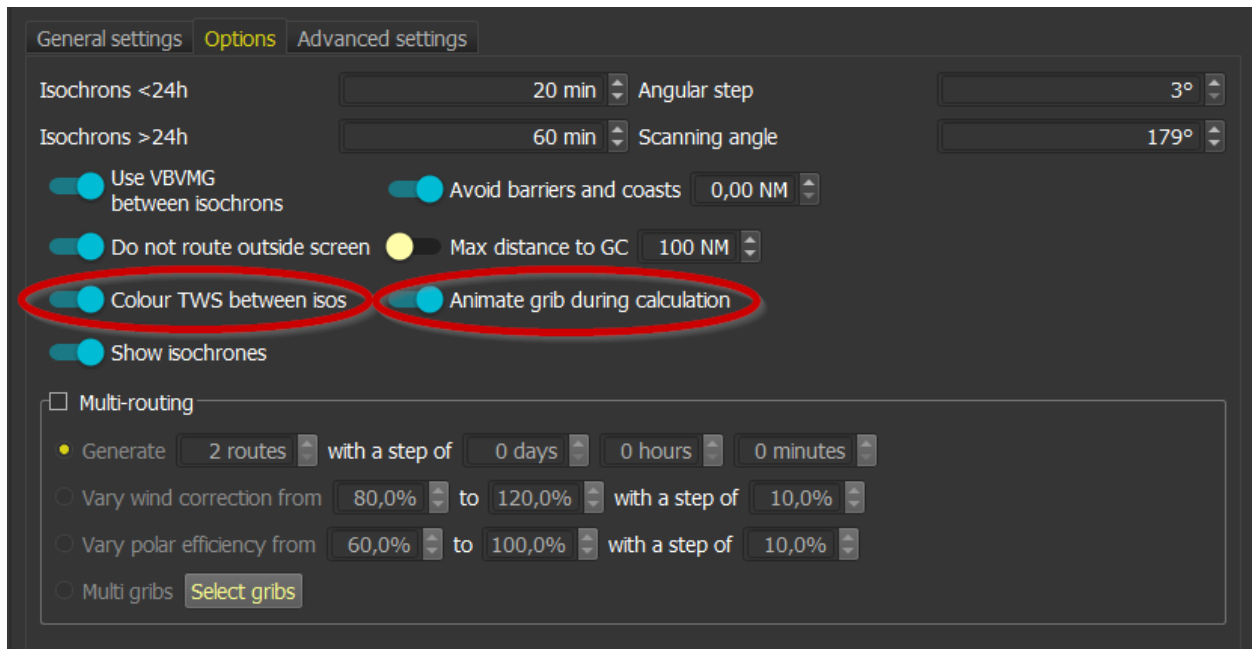 General settings Options Advanced settings
Isochrons <24h 20 min Angular step 3°
Isochrons >24h 60 min Scanning angle 179°
Use VBVMG
between isochrons
Avoid barriers and coasts 0,00 NM
Do not route outside screen Max distance to GC 100 NM
Colour TWS between isos Animate grib during calculation
Show isochrones
Multi-routing
Generate 2 routes with a step of 0 days 0 hours 0 minutes
Vary wind correction from 80,0% to 120,0% with a step of 10,0%
Vary polar efficiency from 60,0% to 100,0% with a step of 10,0%
Multi gribs Select gribs